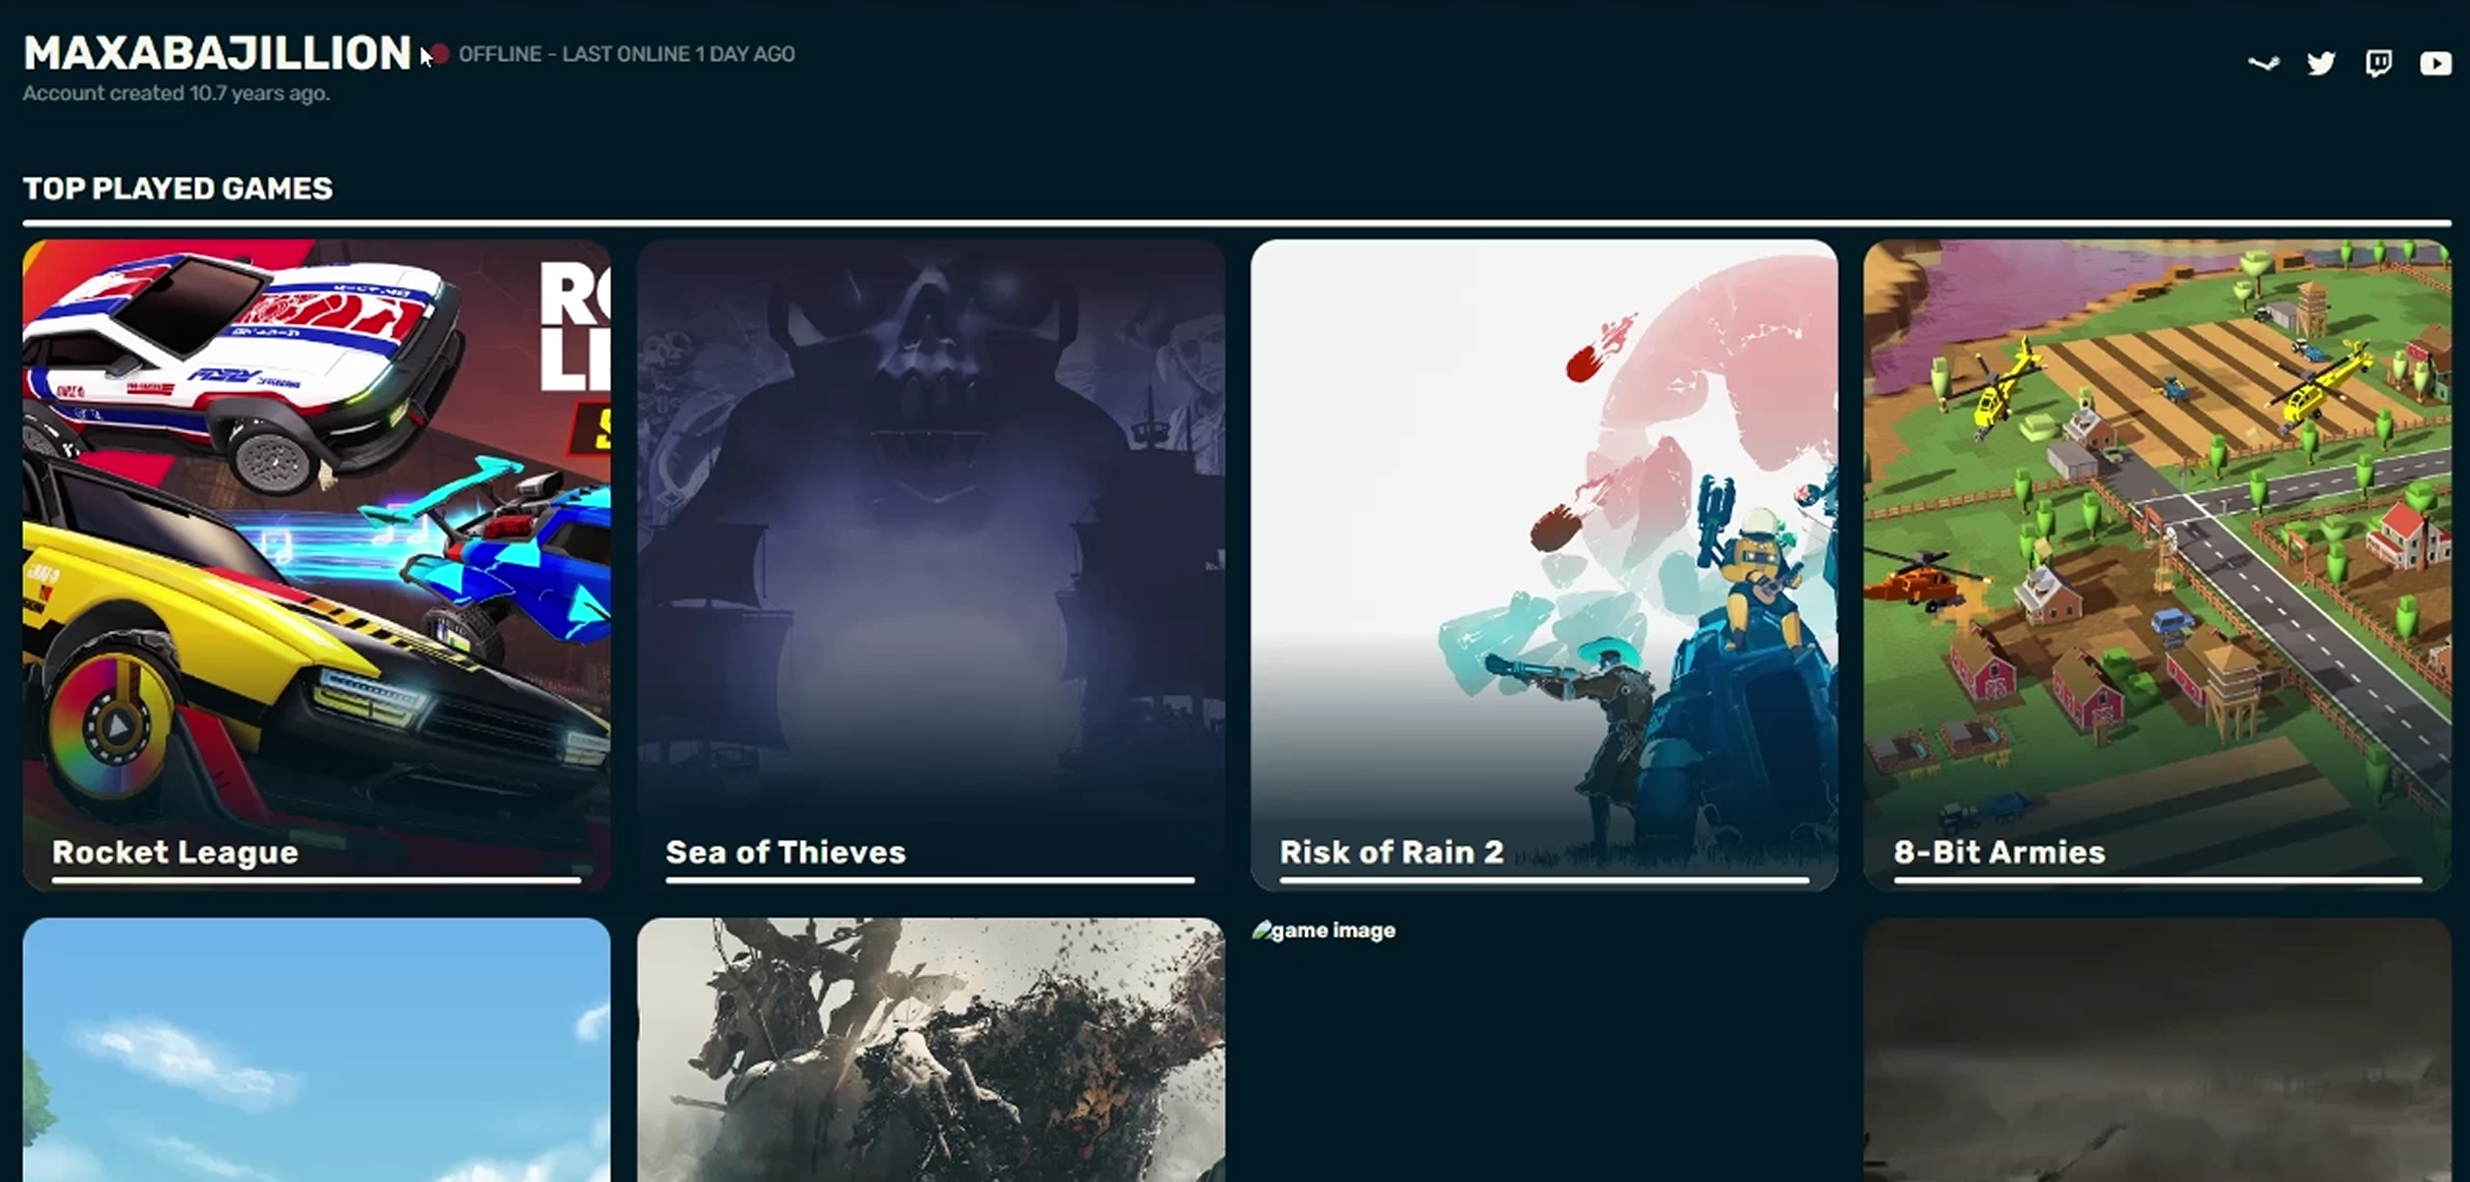 MAXABAJILLION OFFLINE - LAST ONLINE 1 DAY AGO
Account created 10.7 years ago.
TOP PLAYED GAMES
Rocket League
Sea of Thieves
Risk of Rain 2
8-Bit Armies
game image